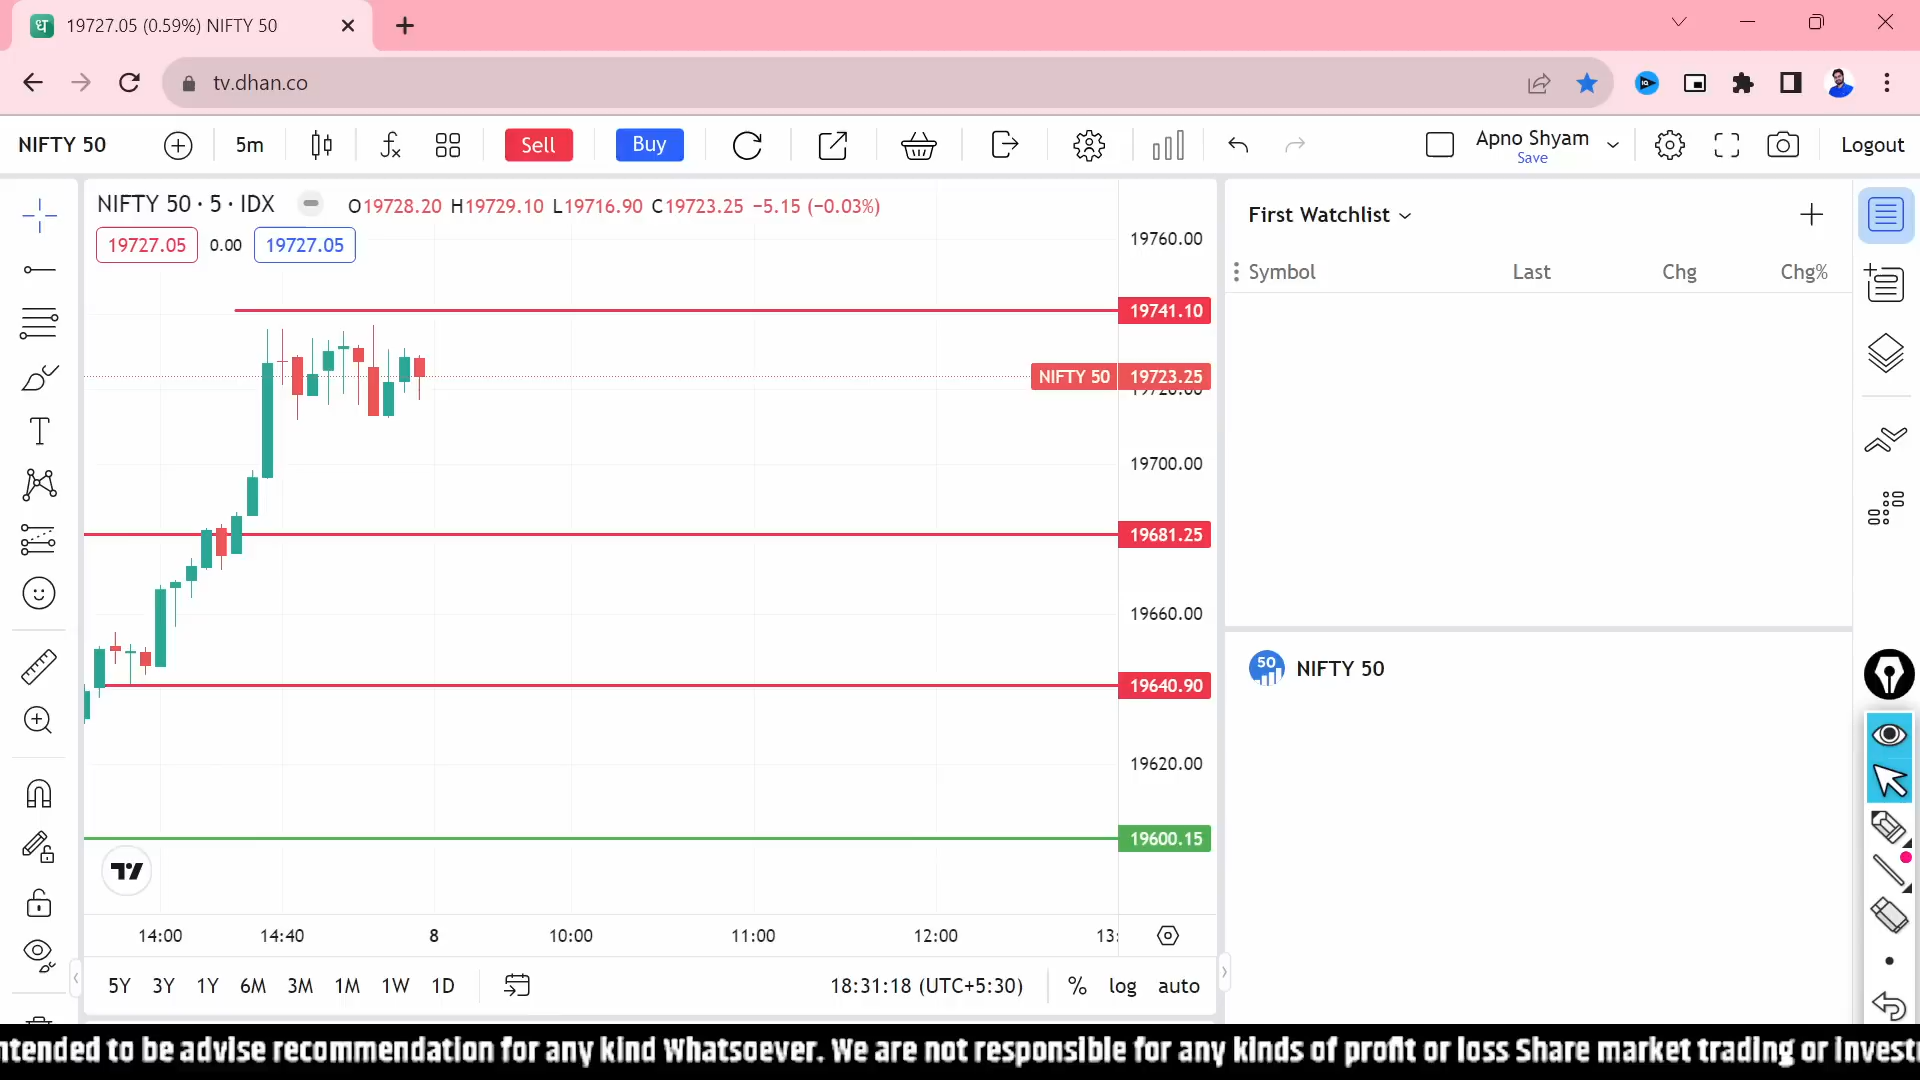 ध 19727.05 (0.59%) NIFTY 50
tv.dhan.co
NIFTY 50 5m Sell Buy Apno Shyam Save Logout
NIFTY 50 · 5 · IDX O19728.20 H19729.10 L19716.90 C19723.25 −5.15 (−0.03%)
19727.05 0.00 19727.05
First Watchlist
Symbol Last Chg Chg%
19760.00
19741.10
NIFTY 50 19723.25
19720.00
19700.00
19681.25
19660.00
19640.90
19620.00
19600.15
50 NIFTY 50
14:00 14:40 8 10:00 11:00 12:00 13:
5Y 3Y 1Y 6M 3M 1M 1W 1D 18:31:18 (UTC+5:30) % log auto
ntended to be advise recommendation for any kind Whatsoever. We are not responsible for any kinds of profit or loss Share market trading or Invest